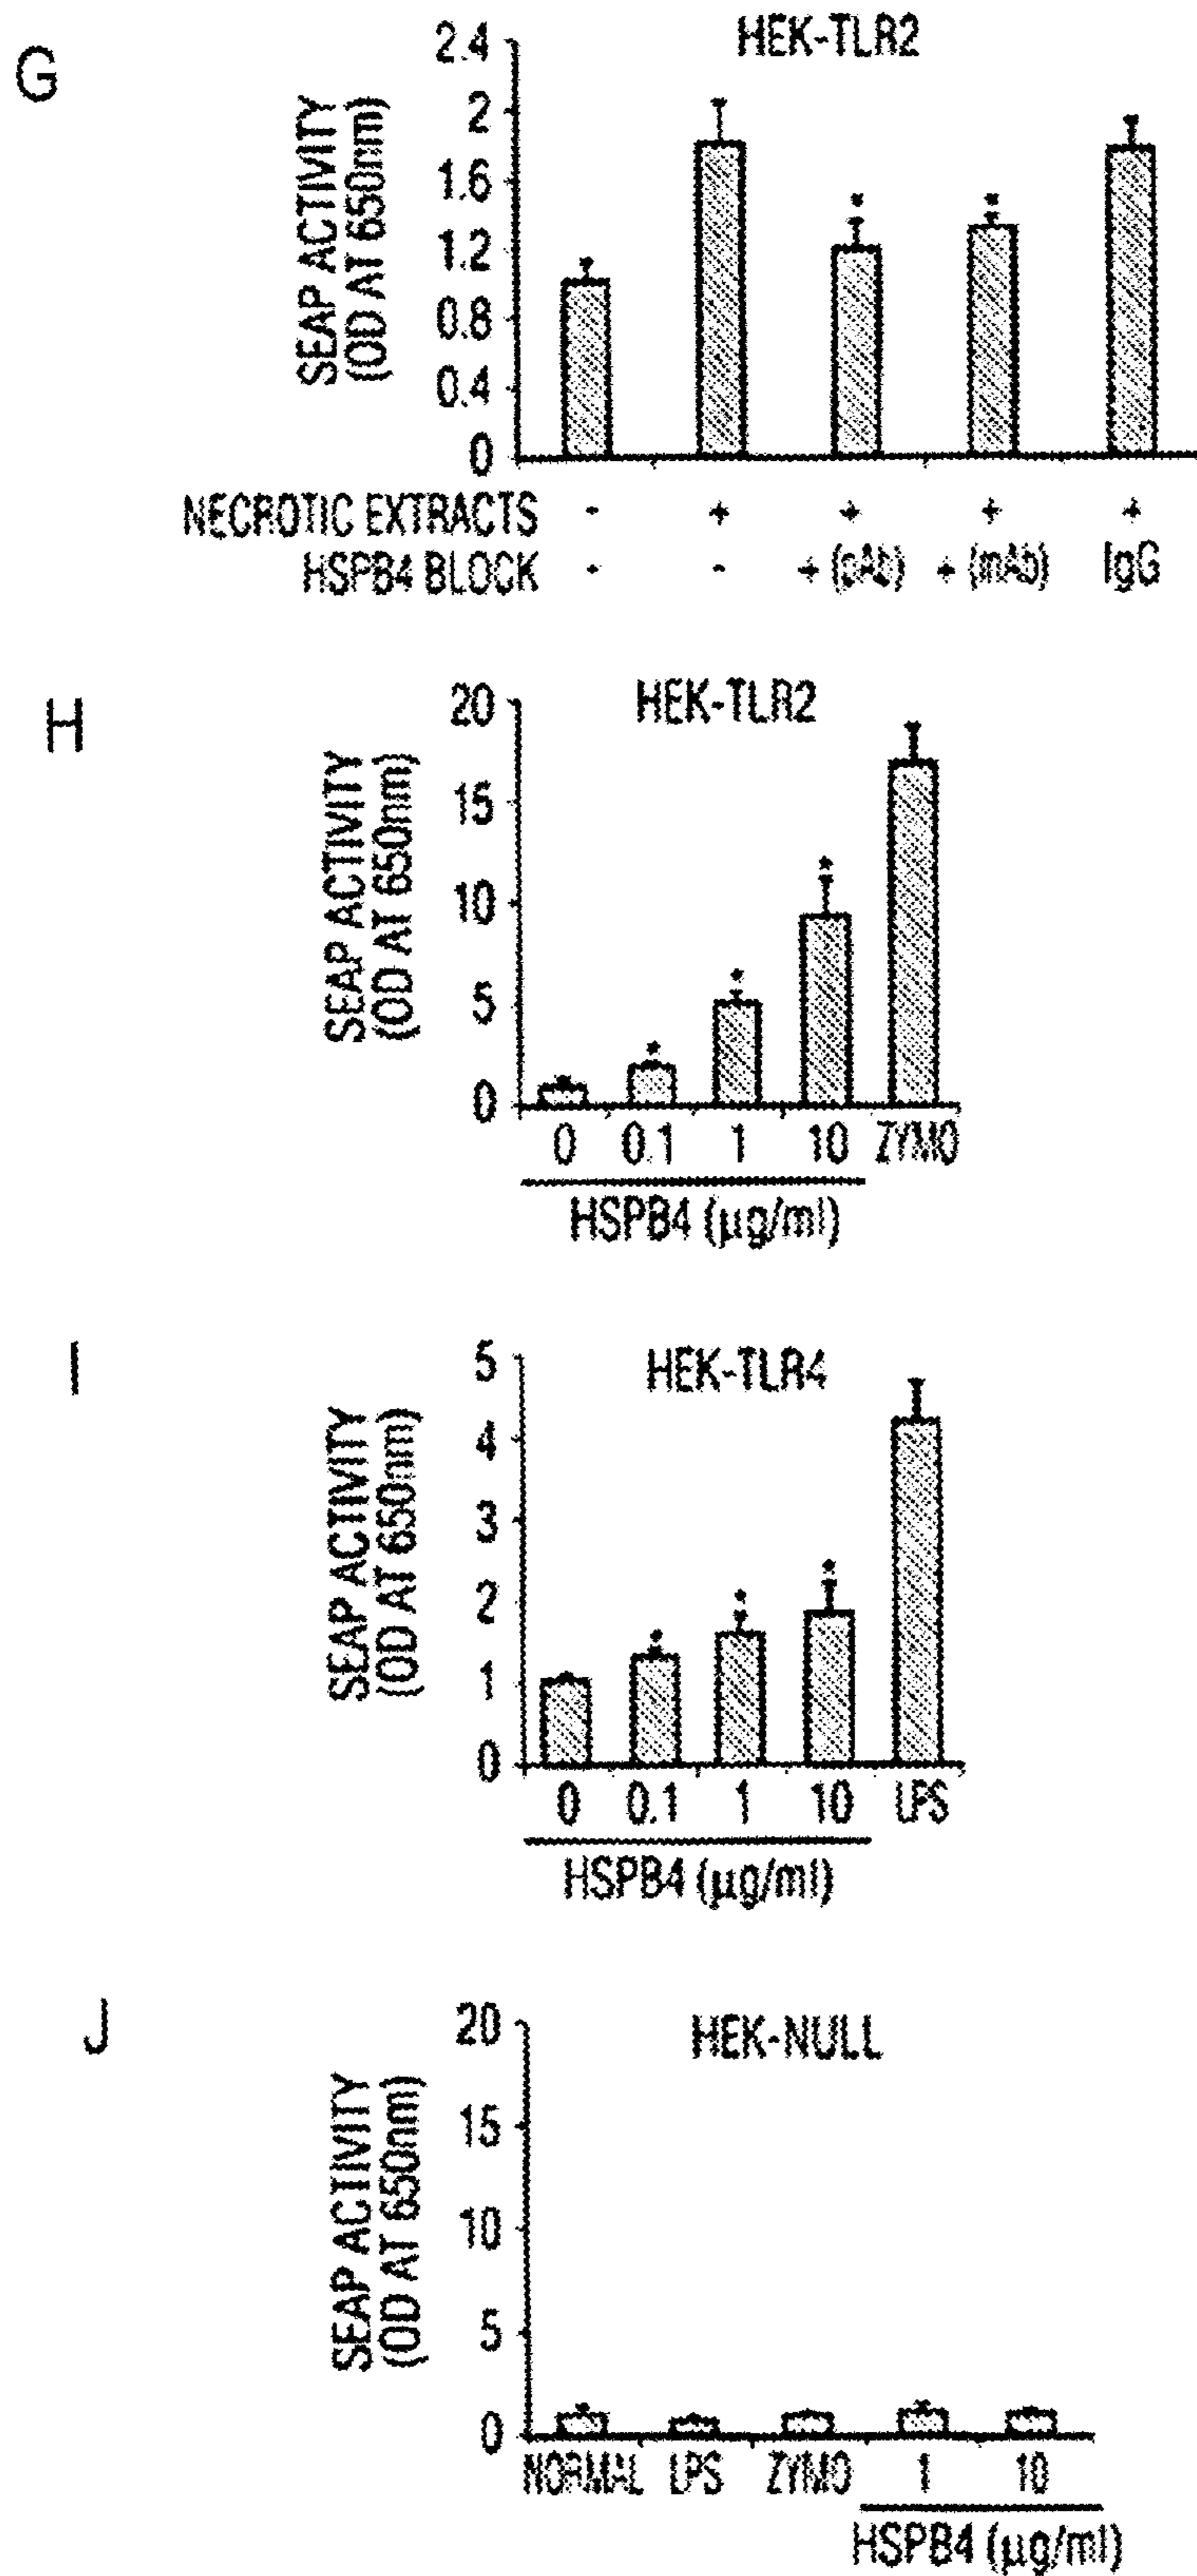 G
HEK-TLR2
SEAP ACTIVITY
(OD AT 650nm)
2.4
2
1.6
1.2
0.8
0.4
0
NECROTIC EXTRACTS - + + + +
HSPB4 BLOCK - - + (pAb) + (mAb) IgG
H
HEK-TLR2
SEAP ACTIVITY
(OD AT 650nm)
20
15
10
5
0
* * *
0 0.1 1 10 ZYMO
HSPB4 (µg/ml)
I
HEK-TLR4
SEAP ACTIVITY
(OD AT 650nm)
5
4
3
2
1
0
* * *
0 0.1 1 10 LPS
HSPB4 (µg/ml)
J
HEK-NULL
SEAP ACTIVITY
(OD AT 650nm)
20
15
10
5
0
NORMAL LPS ZYMO 1 10
HSPB4 (µg/ml)